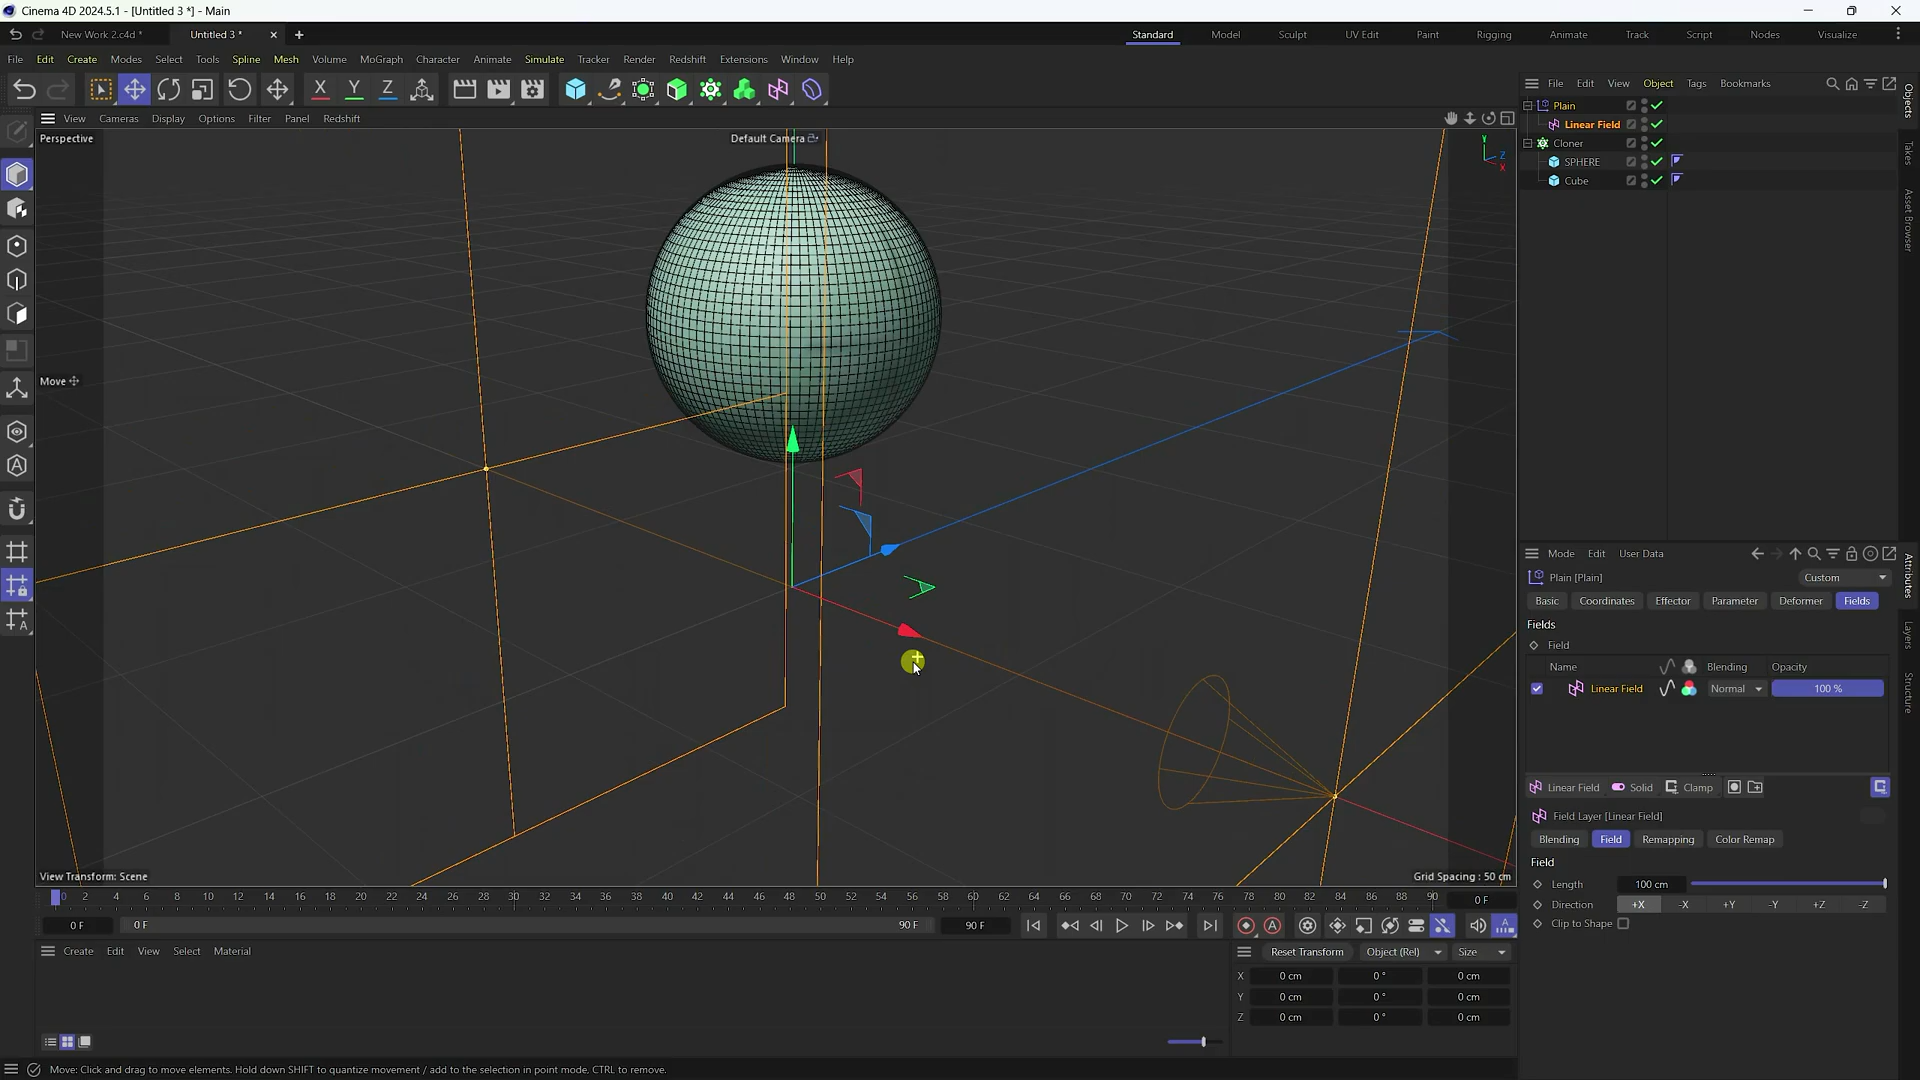 Cinema 4D 2024.5.1 - [Untitled 3 *] - Main
New Work 2.c4d *
Untitled 3 *
Standard
Model
Sculpt
UV Edit
Paint
Rigging
Animate
Track
Script
Nodes
Visualize
File Edit Create Modes Select Tools Spline Mesh Volume MoGraph Character Animate Simulate Tracker Render Redshift Extensions Window Help
X Y Z
File Edit View Object Tags Bookmarks
View Cameras Display Options Filter Panel Redshift
Perspective
Default Camera
Y
Z
X
Plain
Linear Field
Cloner
SPHERE
Cube
Objects
Takes
Asset Browser
Move
Mode Edit User Data
Plain [Plain]
Custom
Basic Coordinates Effector Parameter Deformer Fields
Fields
Field
Name Blending Opacity
Linear Field Normal 100 %
Attributes
Layers
Structure
Linear Field Solid Clamp
Field Layer [Linear Field]
Blending Field Remapping Color Remap
Field
Length 100 cm
Direction +X -X +Y -Y +Z -Z
Clip to Shape
View Transform: Scene
Grid Spacing : 50 cm
0 2 4 6 8 10 12 14 16 18 20 22 24 26 28 30 32 34 36 38 40 42 44 46 48 50 52 54 56 58 60 62 64 66 68 70 72 74 76 78 80 82 84 86 88 90
0 F
0 F
0 F
90 F
90 F
Create Edit View Select Material
Reset Transform Object (Rel) Size
X 0 cm 0 ° 0 cm
Y 0 cm 0 ° 0 cm
Z 0 cm 0 ° 0 cm
Move: Click and drag to move elements. Hold down SHIFT to quantize movement / add to the selection in point mode, CTRL to remove.